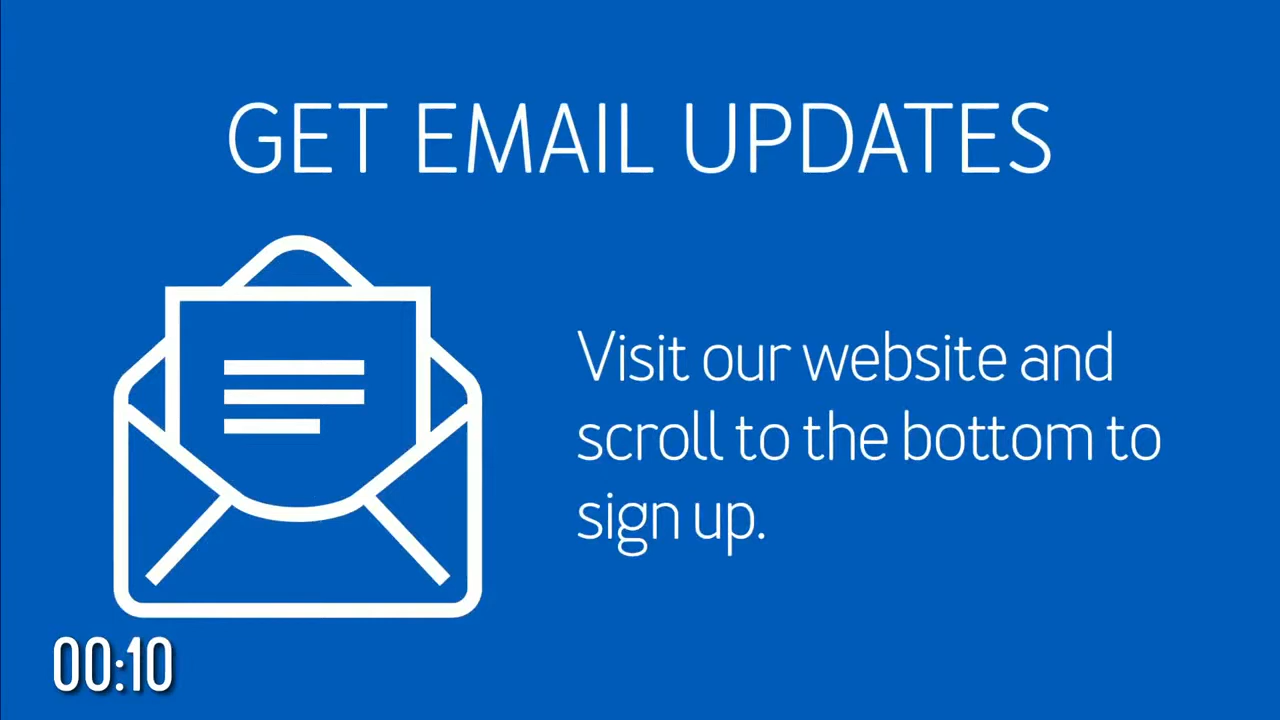 GET EMAIL UPDATES
Visit our website and
scroll to the bottom to
sign up.
00:10